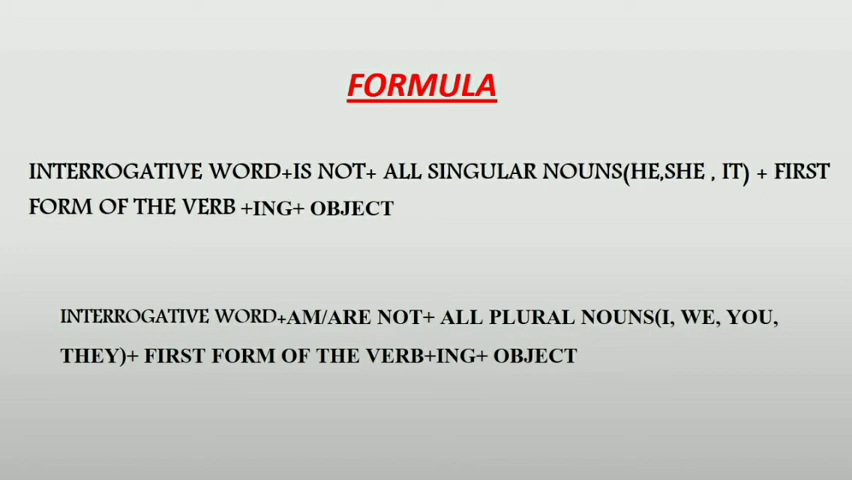 FORMULA
INTERROGATIVE WORD+IS NOT+ ALL SINGULAR NOUNS(HE,SHE , IT) + FIRST
FORM OF THE VERB +ING+ OBJECT
INTERROGATIVE WORD+AM/ARE NOT+ ALL PLURAL NOUNS(I, WE, YOU,
THEY)+ FIRST FORM OF THE VERB+ING+ OBJECT